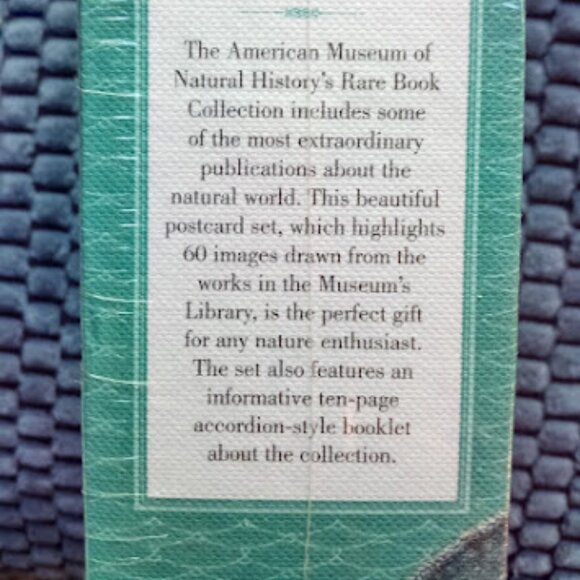 The American Museum of
Natural History's Rare Book
Collection includes some
of the most extraordinary
publications about the
natural world. This beautiful
postcard set, which highlights
60 images drawn from the
works in the Museum's
Library, is the perfect gift
for any nature enthusiast.
The set also features an
informative ten-page
accordion-style booklet
about the collection.